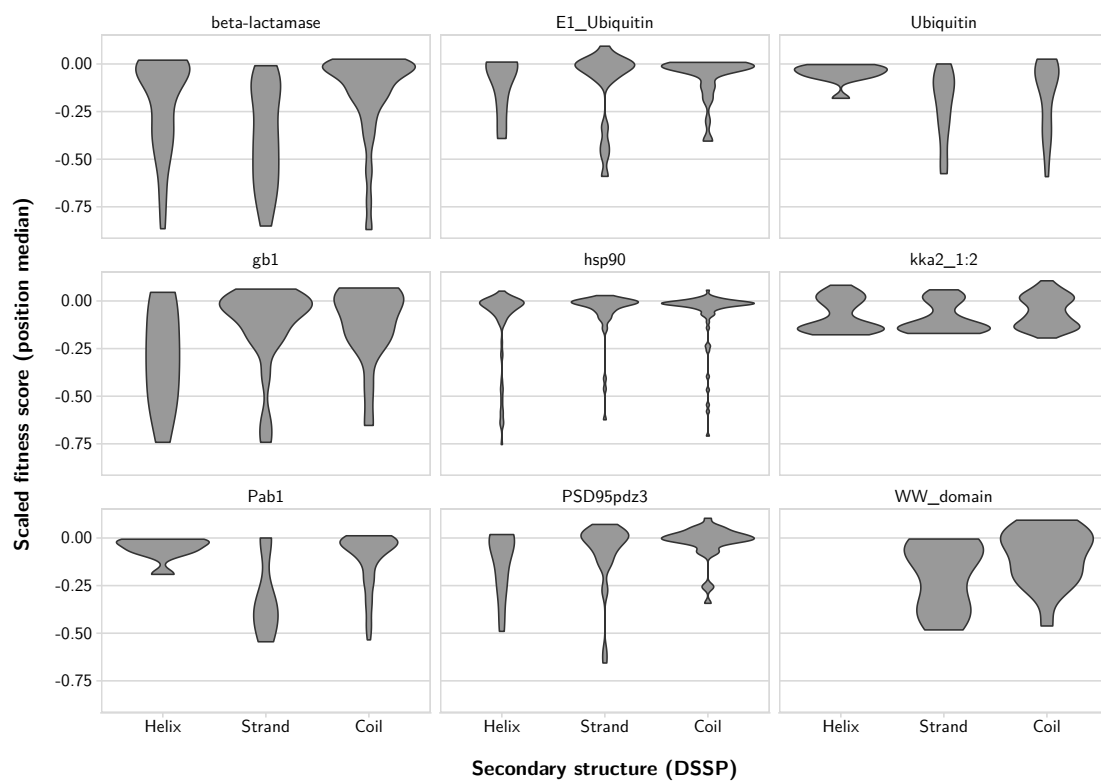 beta-lactamase E1_Ubiquitin Ubiquitin
0.00
-0.25
-0.50
-0.75
gb1 hsp90 kka2_1:2
0.00
-0.25
-0.50
-0.75
Pab1 PSD95pdz3 WW_domain
0.00
-0.25
-0.50
-0.75
Scaled fitness score (position median)
Helix Strand Coil Helix Strand Coil Helix Strand Coil
Secondary structure (DSSP)